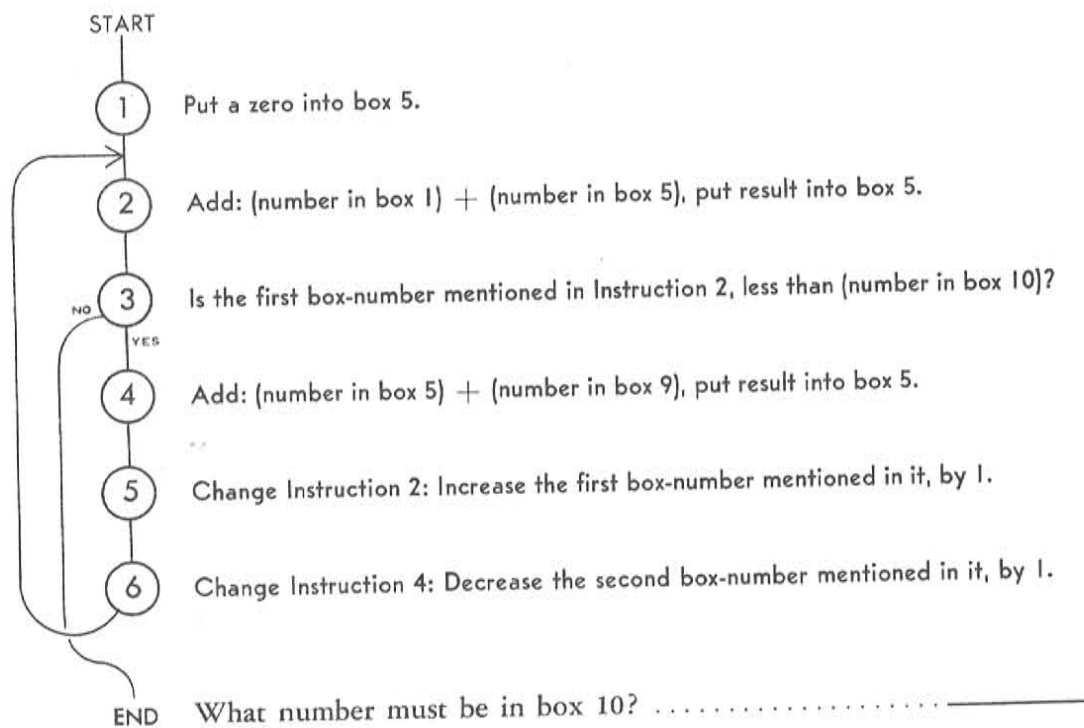 START
1 Put a zero into box 5.
2 Add: (number in box 1) + (number in box 5), put result into box 5.
3 Is the first box-number mentioned in Instruction 2, less than (number in box 10)?
NO
YES
4 Add: (number in box 5) + (number in box 9), put result into box 5.
5 Change Instruction 2: Increase the first box-number mentioned in it, by 1.
6 Change Instruction 4: Decrease the second box-number mentioned in it, by 1.
END What number must be in box 10? ....................